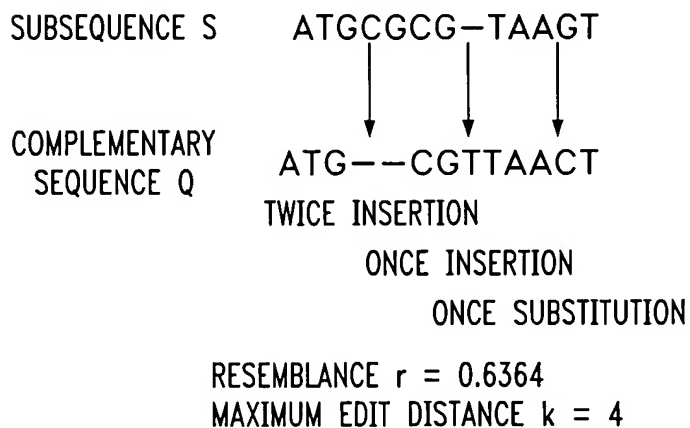 SUBSEQUENCE S ATGCGCG–TAAGT
COMPLEMENTARY
SEQUENCE Q ATG––CGTTAACT
TWICE INSERTION
ONCE INSERTION
ONCE SUBSTITUTION
RESEMBLANCE r = 0.6364
MAXIMUM EDIT DISTANCE k = 4